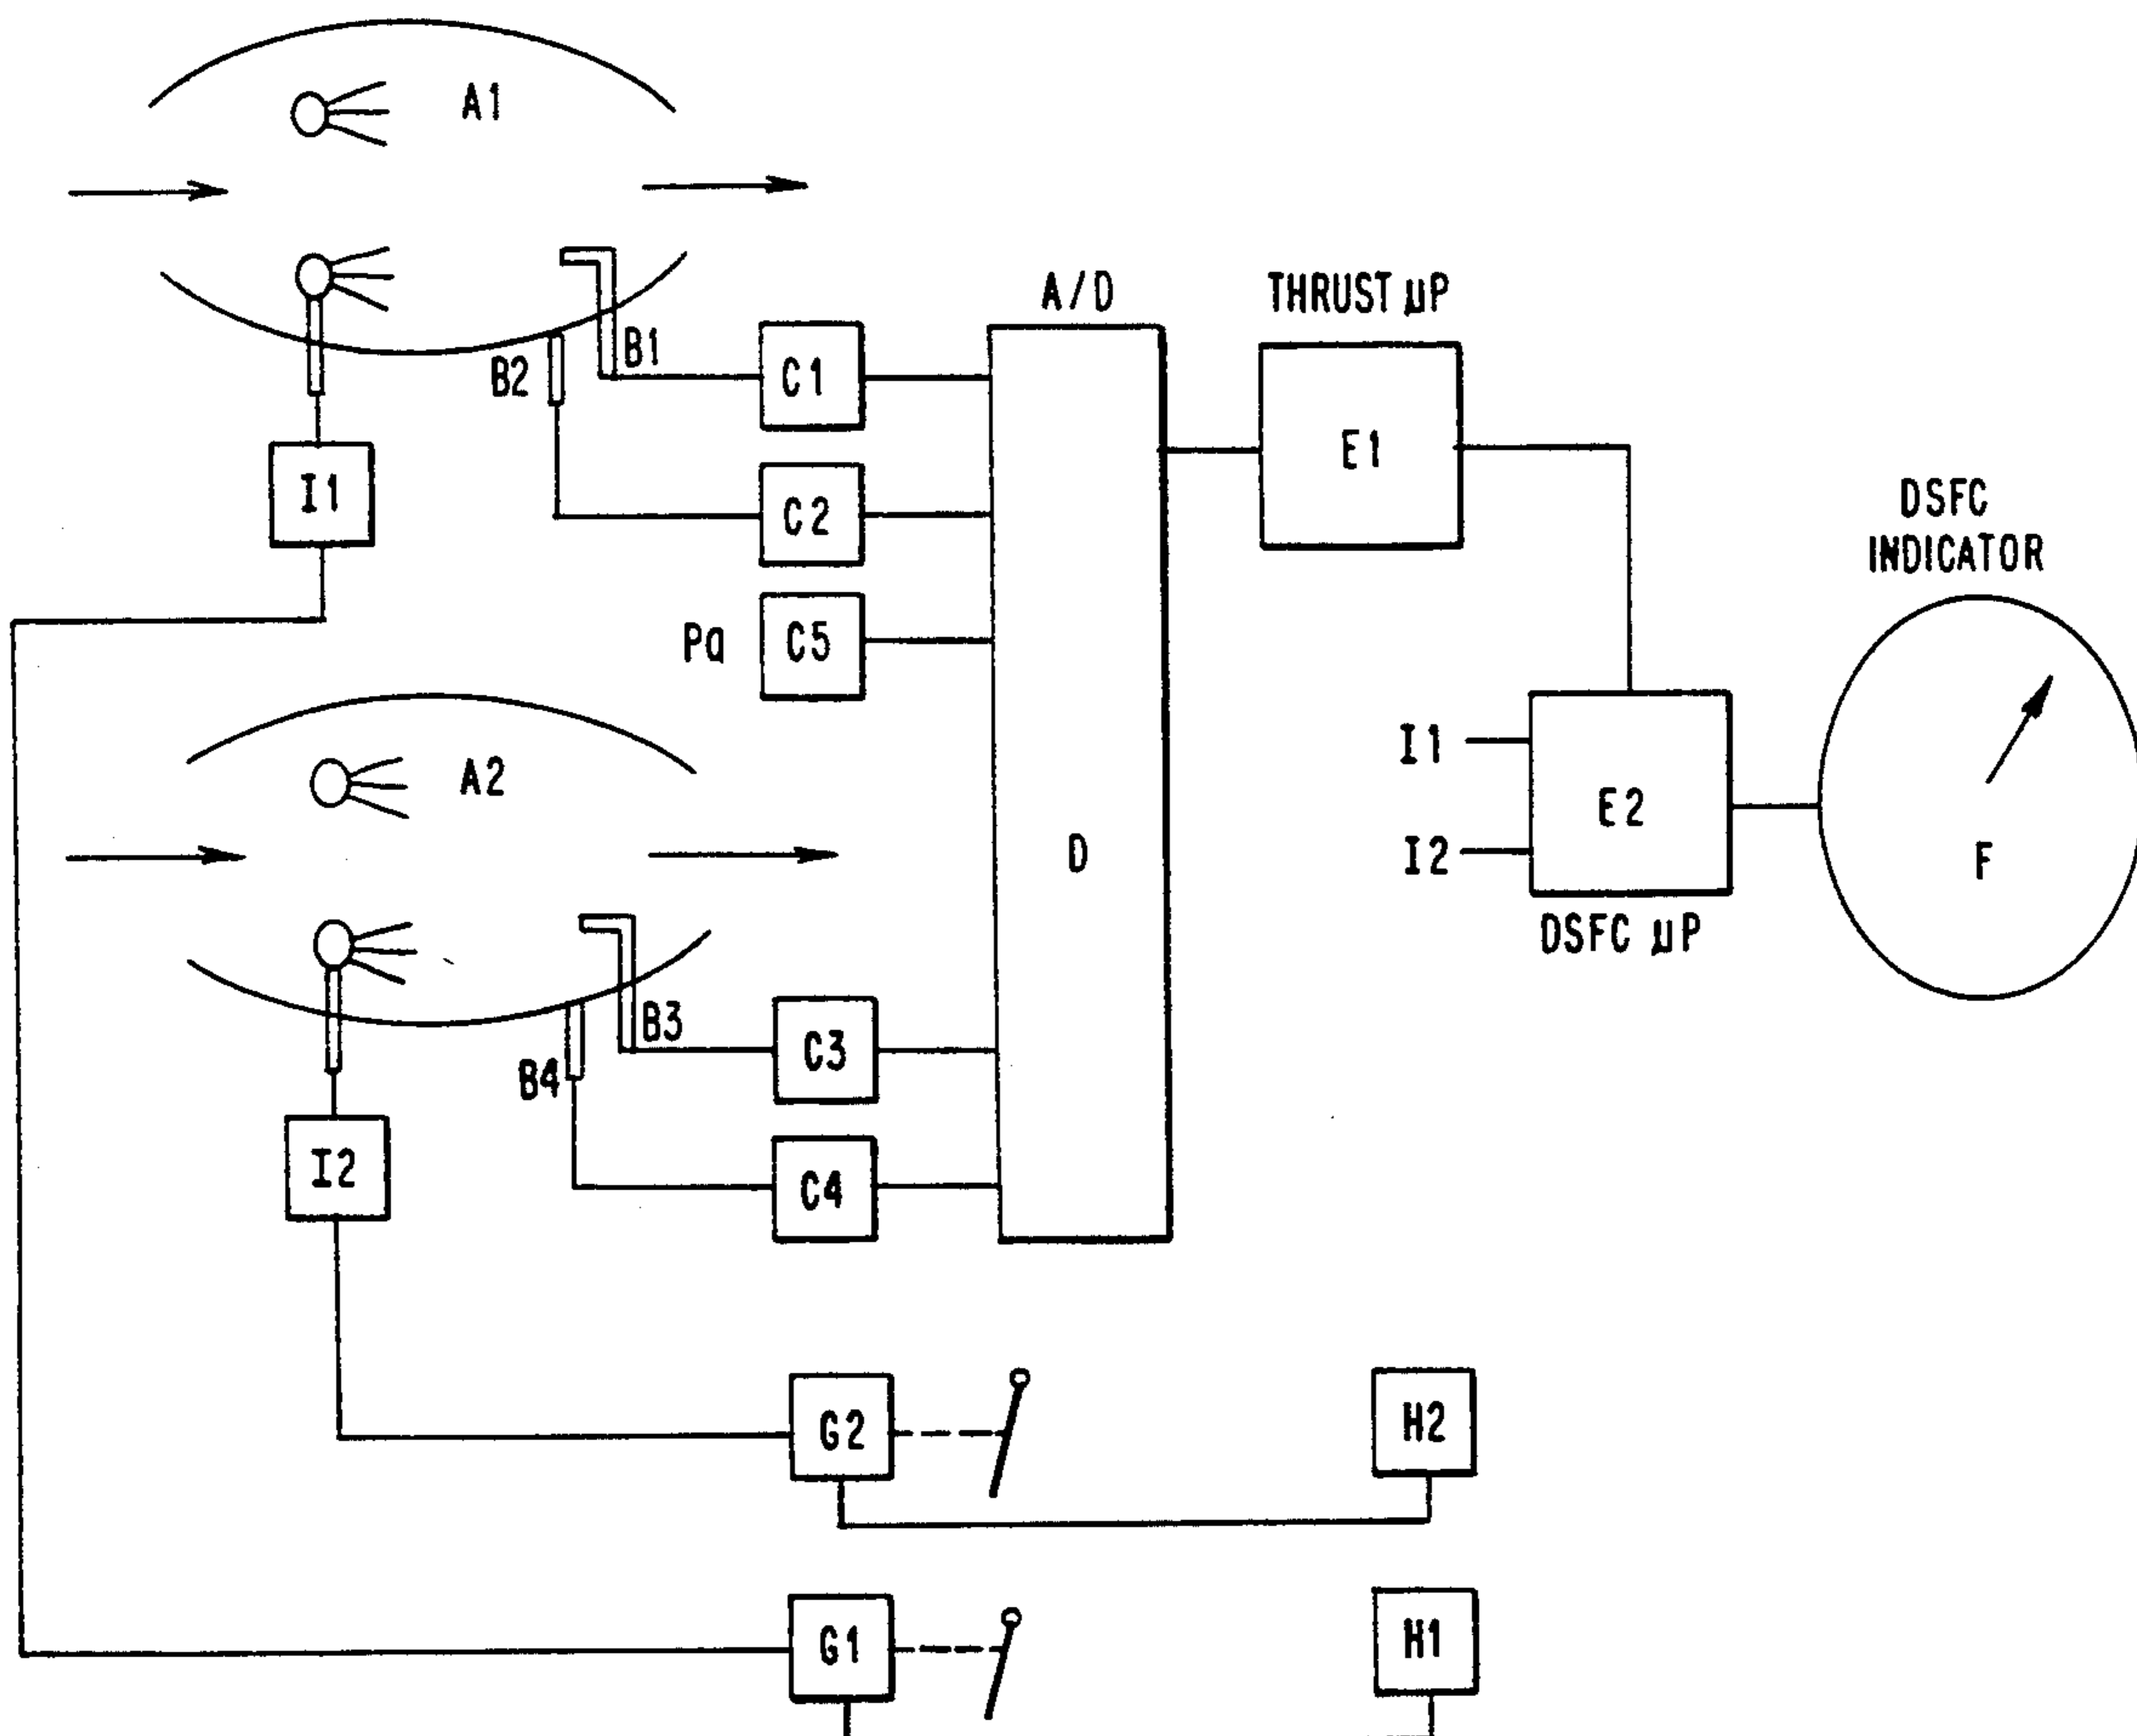 A1
A/D
THRUST µP
B1
B2
C1
E1
I1
C2
DSFC
INDICATOR
Pa
C5
I1
A2
E2
I2
D
F
DSFC µP
B3
C3
B4
I2
C4
G2
H2
G1
H1